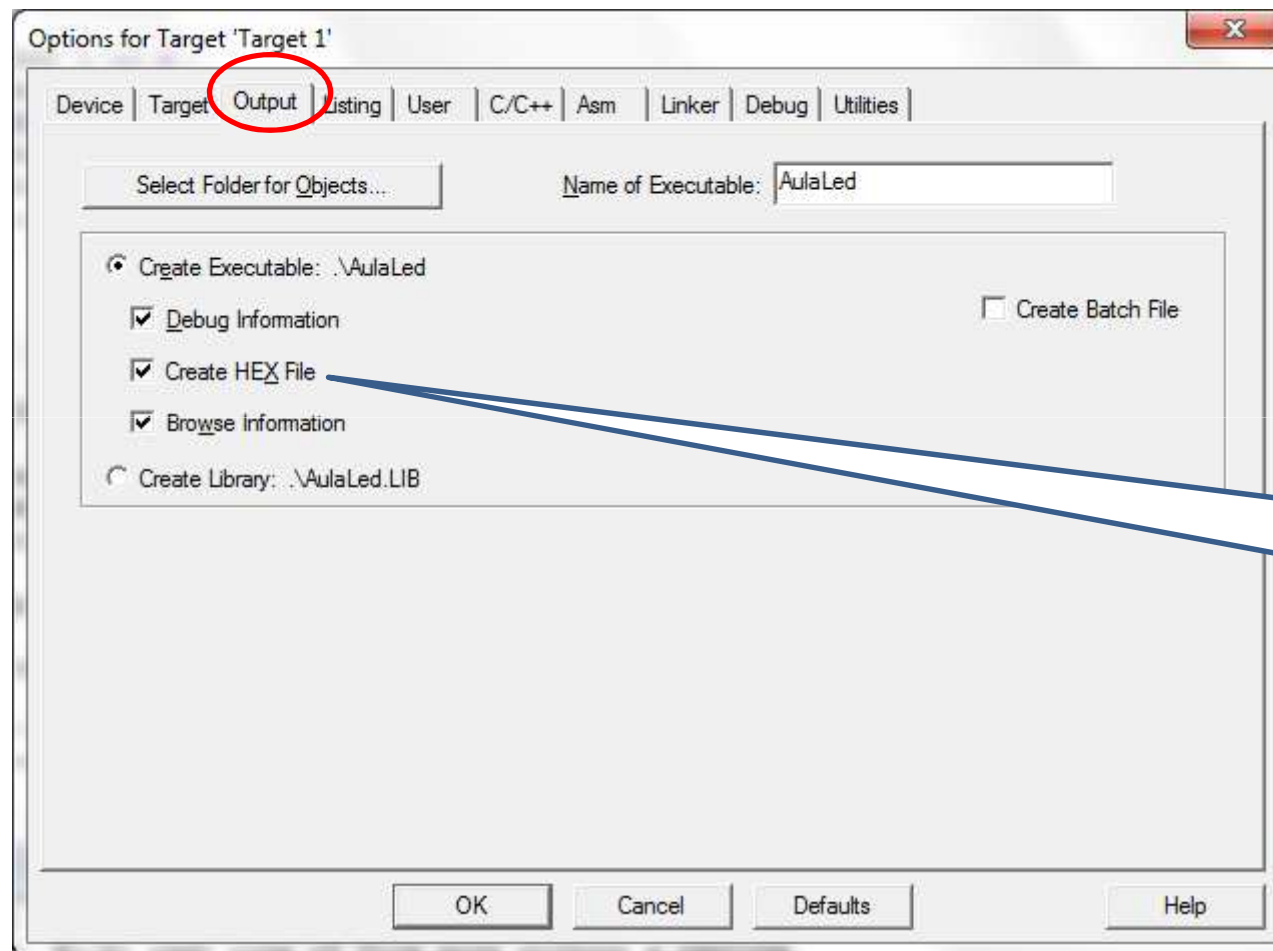 Options for Target 'Target 1'
Device Target Output Listing User C/C++ Asm Linker Debug Utilities
Select Folder for Objects... Name of Executable: AulaLed
Create Executable: .\AulaLed
Debug Information Create Batch File
Create HEX File
Browse Information
Create Library: .\AulaLed.LIB
OK Cancel Defaults Help